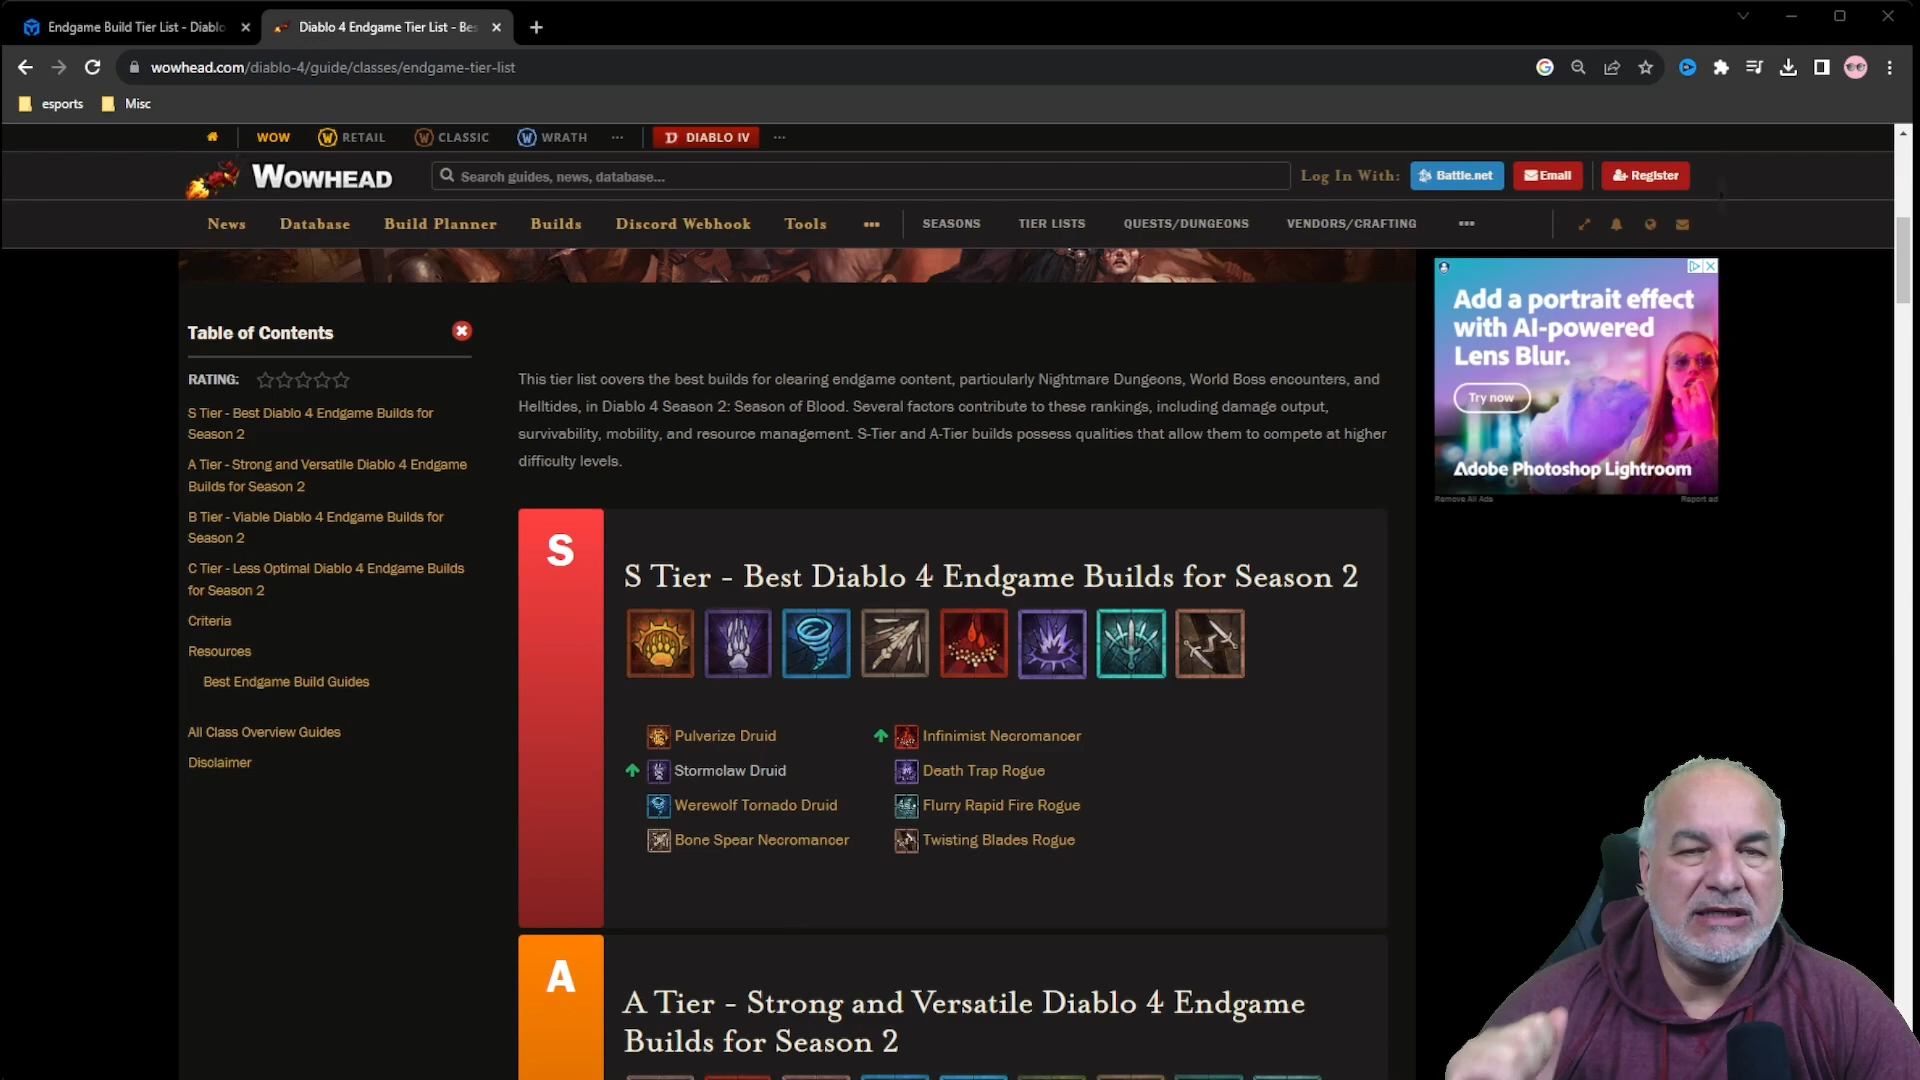 Endgame Build Tier List - Diablo
Diablo 4 Endgame Tier List - Bes
wowhead.com/diablo-4/guide/classes/endgame-tier-list
esports
Misc
WOW
RETAIL
CLASSIC
WRATH
DIABLO IV
WOWHEAD
Search guides, news, database...
Log In With:
Battle.net
Email
Register
News
Database
Build Planner
Builds
Discord Webhook
Tools
SEASONS
TIER LISTS
QUESTS/DUNGEONS
VENDORS/CRAFTING
Table of Contents
RATING:
S Tier - Best Diablo 4 Endgame Builds for
Season 2
A Tier - Strong and Versatile Diablo 4 Endgame
Builds for Season 2
B Tier - Viable Diablo 4 Endgame Builds for
Season 2
C Tier - Less Optimal Diablo 4 Endgame Builds
for Season 2
Criteria
Resources
Best Endgame Build Guides
All Class Overview Guides
Disclaimer
This tier list covers the best builds for clearing endgame content, particularly Nightmare Dungeons, World Boss encounters, and
Helltides, in Diablo 4 Season 2: Season of Blood. Several factors contribute to these rankings, including damage output,
survivability, mobility, and resource management. S-Tier and A-Tier builds possess qualities that allow them to compete at higher
difficulty levels.
S
S Tier - Best Diablo 4 Endgame Builds for Season 2
Pulverize Druid
Stormclaw Druid
Werewolf Tornado Druid
Bone Spear Necromancer
Infinimist Necromancer
Death Trap Rogue
Flurry Rapid Fire Rogue
Twisting Blades Rogue
A
A Tier - Strong and Versatile Diablo 4 Endgame
Builds for Season 2
Add a portrait effect
with AI-powered
Lens Blur.
Try now
Adobe Photoshop Lightroom
Remove All Ads
Report ad